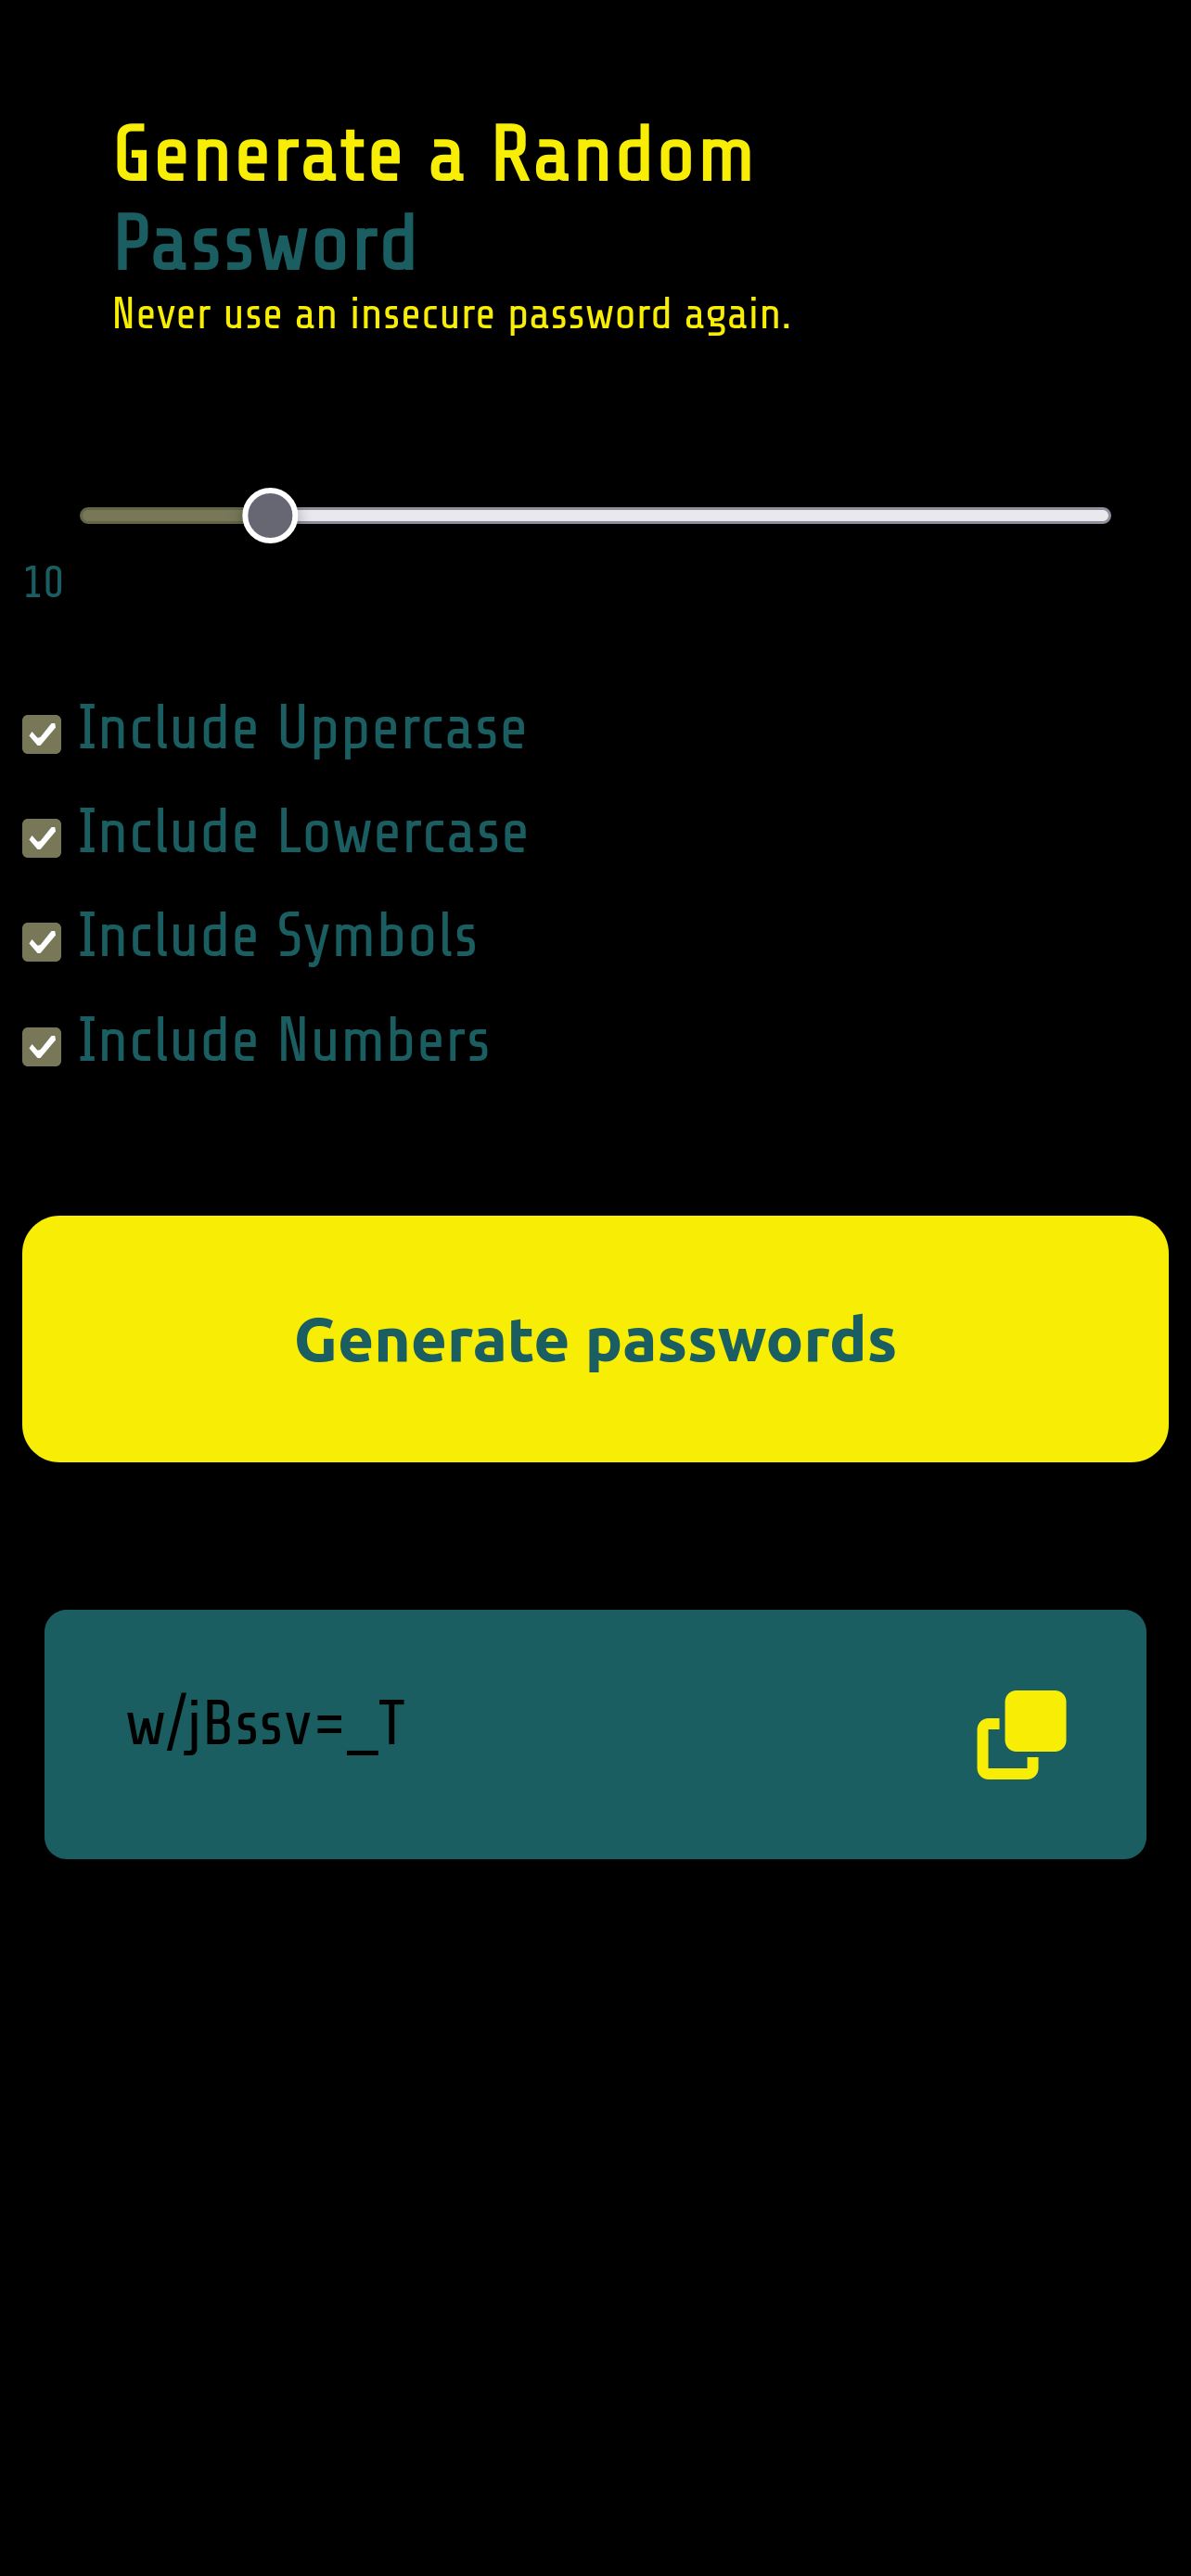 Generate a Random
Password
Never use an insecure password again.
10
Include Uppercase
Include Lowercase
Include Symbols
Include Numbers
Generate passwords
w/jBssv=_T